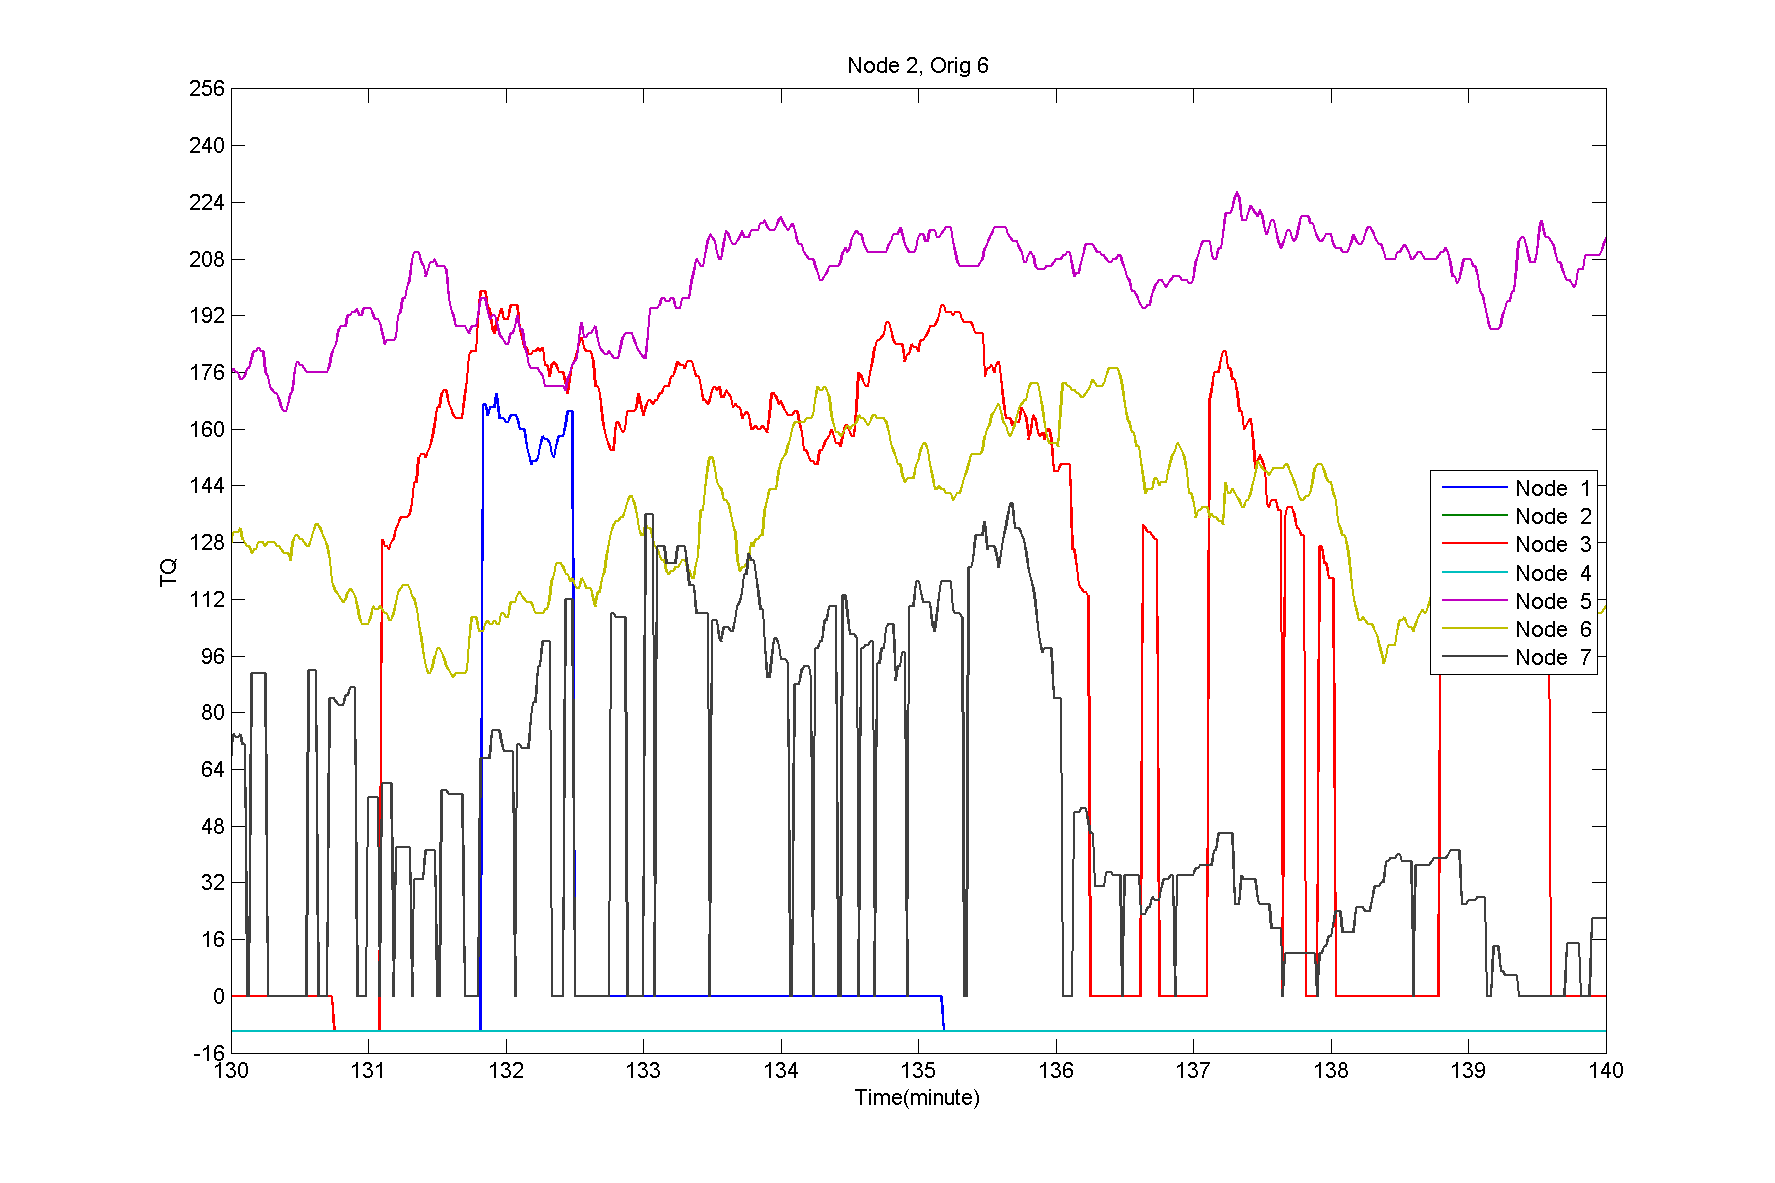 Node 2, Orig 6
256
240
224
208
192
176
160
144
128
112
96
80
64
48
32
16
0
-16
TQ
130 131 132 133 134 135 136 137 138 139 140
Time(minute)
Node 1
Node 2
Node 3
Node 4
Node 5
Node 6
Node 7